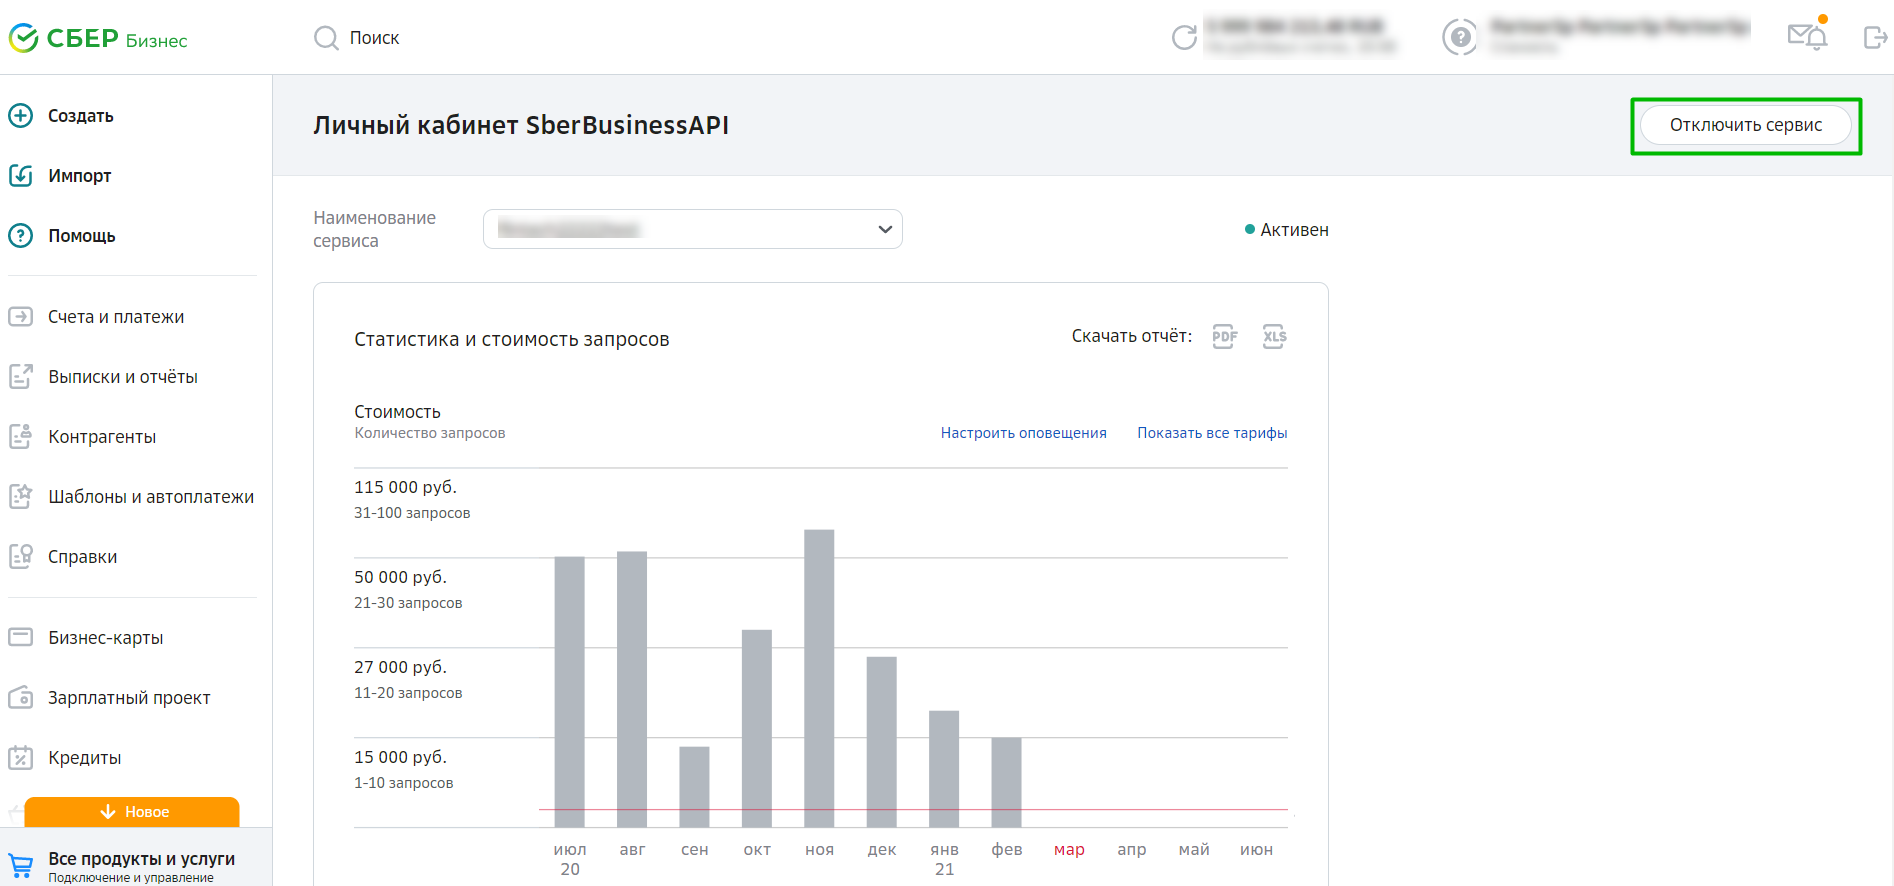 СБЕР Бизнес
Поиск
Создать
Импорт
Помощь
Счета и платежи
Выписки и отчёты
Контрагенты
Шаблоны и автоплатежи
Справки
Бизнес-карты
Зарплатный проект
Кредиты
Новое
Все продукты и услуги
Подключение и управление
Личный кабинет SberBusinessAPI
Отключить сервис
Наименование
сервиса
Активен
Статистика и стоимость запросов
Скачать отчёт: PDF XLS
Стоимость
Количество запросов
Настроить оповещения Показать все тарифы
115 000 руб.
31-100 запросов
50 000 руб.
21-30 запросов
27 000 руб.
11-20 запросов
15 000 руб.
1-10 запросов
июл авг сен окт ноя дек янв фев мар апр май июн
20 21